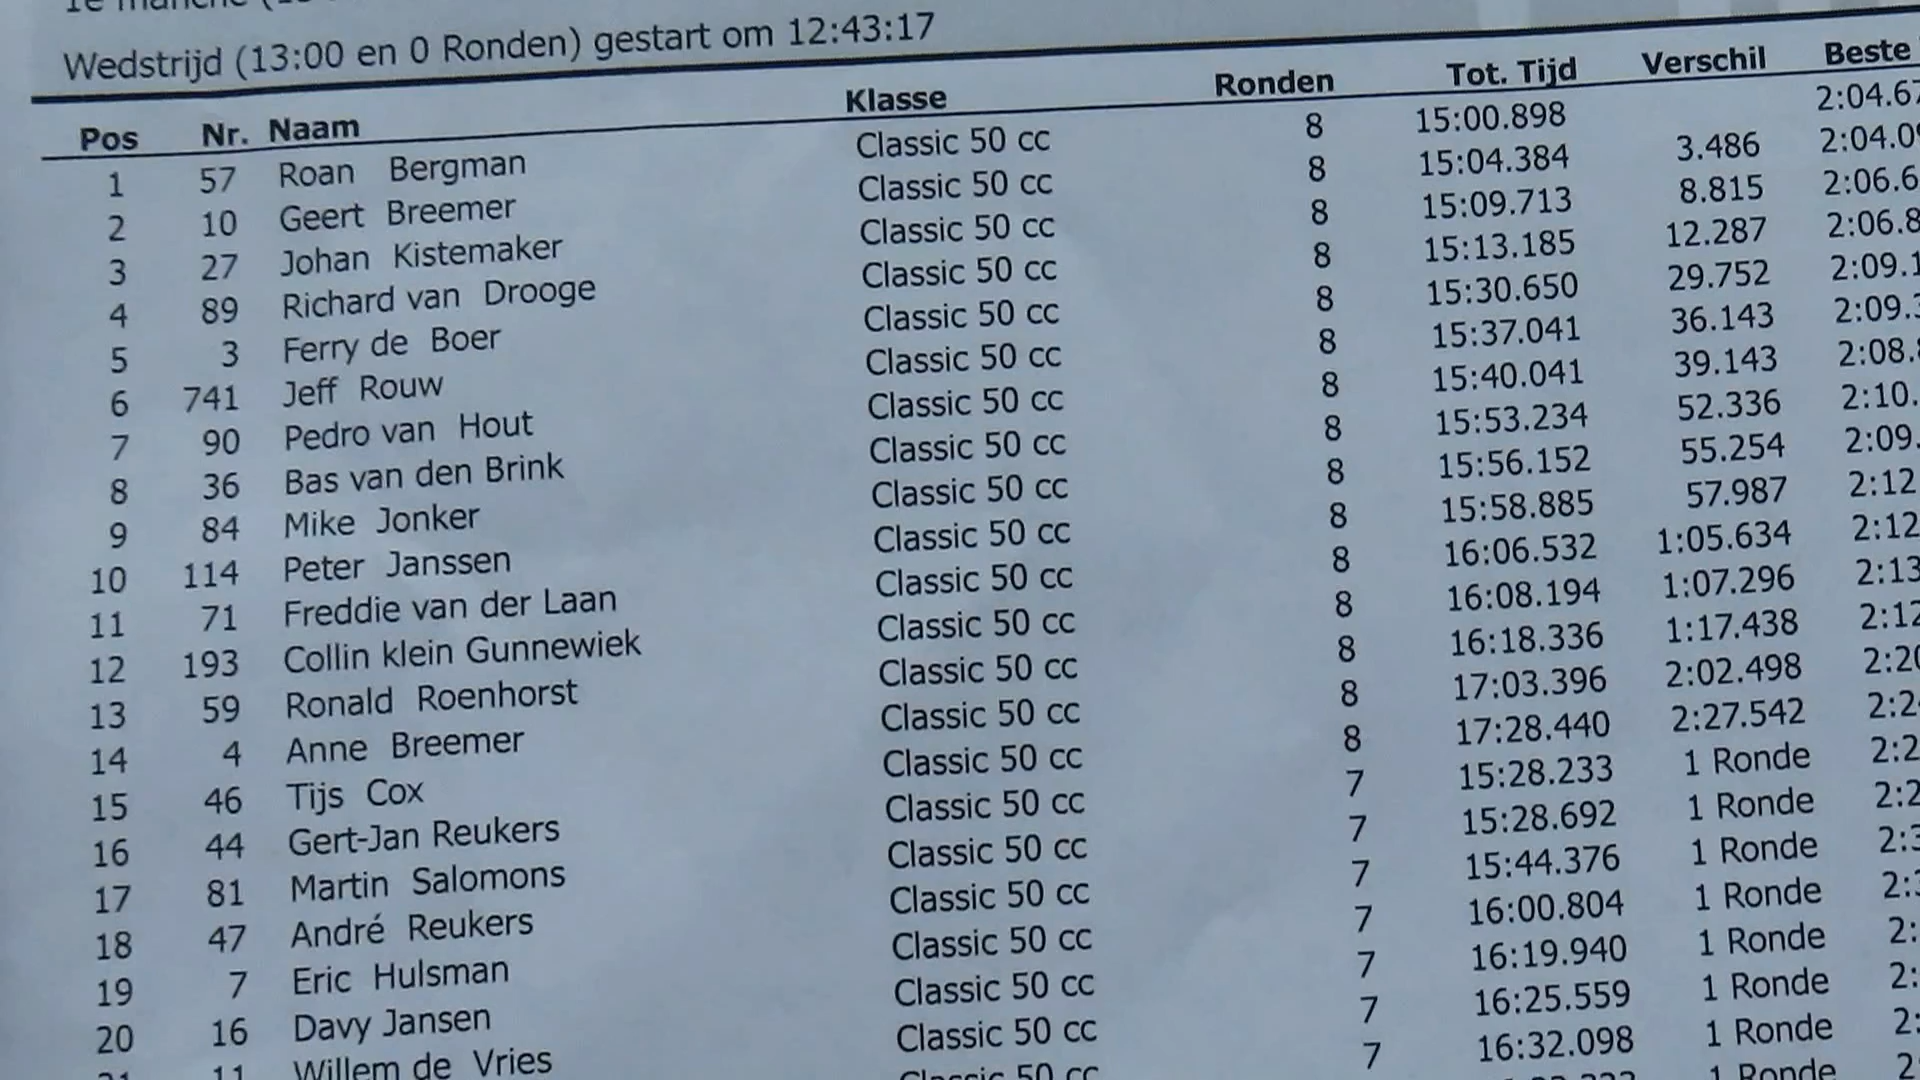 1e manche
Wedstrijd (13:00 en 0 Ronden) gestart om 12:43:17
Pos Nr. Naam Klasse Ronden Tot. Tijd Verschil Beste
1 57 Roan Bergman Classic 50 cc 8 15:00.898 2:04.67
2 10 Geert Breemer Classic 50 cc 8 15:04.384 3.486 2:04.09
3 27 Johan Kistemaker Classic 50 cc 8 15:09.713 8.815 2:06.6
4 89 Richard van Drooge Classic 50 cc 8 15:13.185 12.287 2:06.8
5 3 Ferry de Boer Classic 50 cc 8 15:30.650 29.752 2:09.1
6 741 Jeff Rouw Classic 50 cc 8 15:37.041 36.143 2:09.3
7 90 Pedro van Hout Classic 50 cc 8 15:40.041 39.143 2:08.
8 36 Bas van den Brink Classic 50 cc 8 15:53.234 52.336 2:10.
9 84 Mike Jonker Classic 50 cc 8 15:56.152 55.254 2:09.
10 114 Peter Janssen Classic 50 cc 8 15:58.885 57.987 2:12
11 71 Freddie van der Laan Classic 50 cc 8 16:06.532 1:05.634 2:12
12 193 Collin klein Gunnewiek Classic 50 cc 8 16:08.194 1:07.296 2:13
13 59 Ronald Roenhorst Classic 50 cc 8 16:18.336 1:17.438 2:12
14 4 Anne Breemer Classic 50 cc 8 17:03.396 2:02.498 2:20
15 46 Tijs Cox Classic 50 cc 8 17:28.440 2:27.542 2:2
16 44 Gert-Jan Reukers Classic 50 cc 7 15:28.233 1 Ronde 2:2
17 81 Martin Salomons Classic 50 cc 7 15:28.692 1 Ronde 2:2
18 47 André Reukers Classic 50 cc 7 15:44.376 1 Ronde 2:3
19 7 Eric Hulsman Classic 50 cc 7 16:00.804 1 Ronde 2:3
20 16 Davy Jansen Classic 50 cc 7 16:19.940 1 Ronde 2:
21 11 Willem de Vries Classic 50 cc 7 16:25.559 1 Ronde 2:
Classic 50 cc 7 16:32.098 1 Ronde 2:
1 Ronde 2